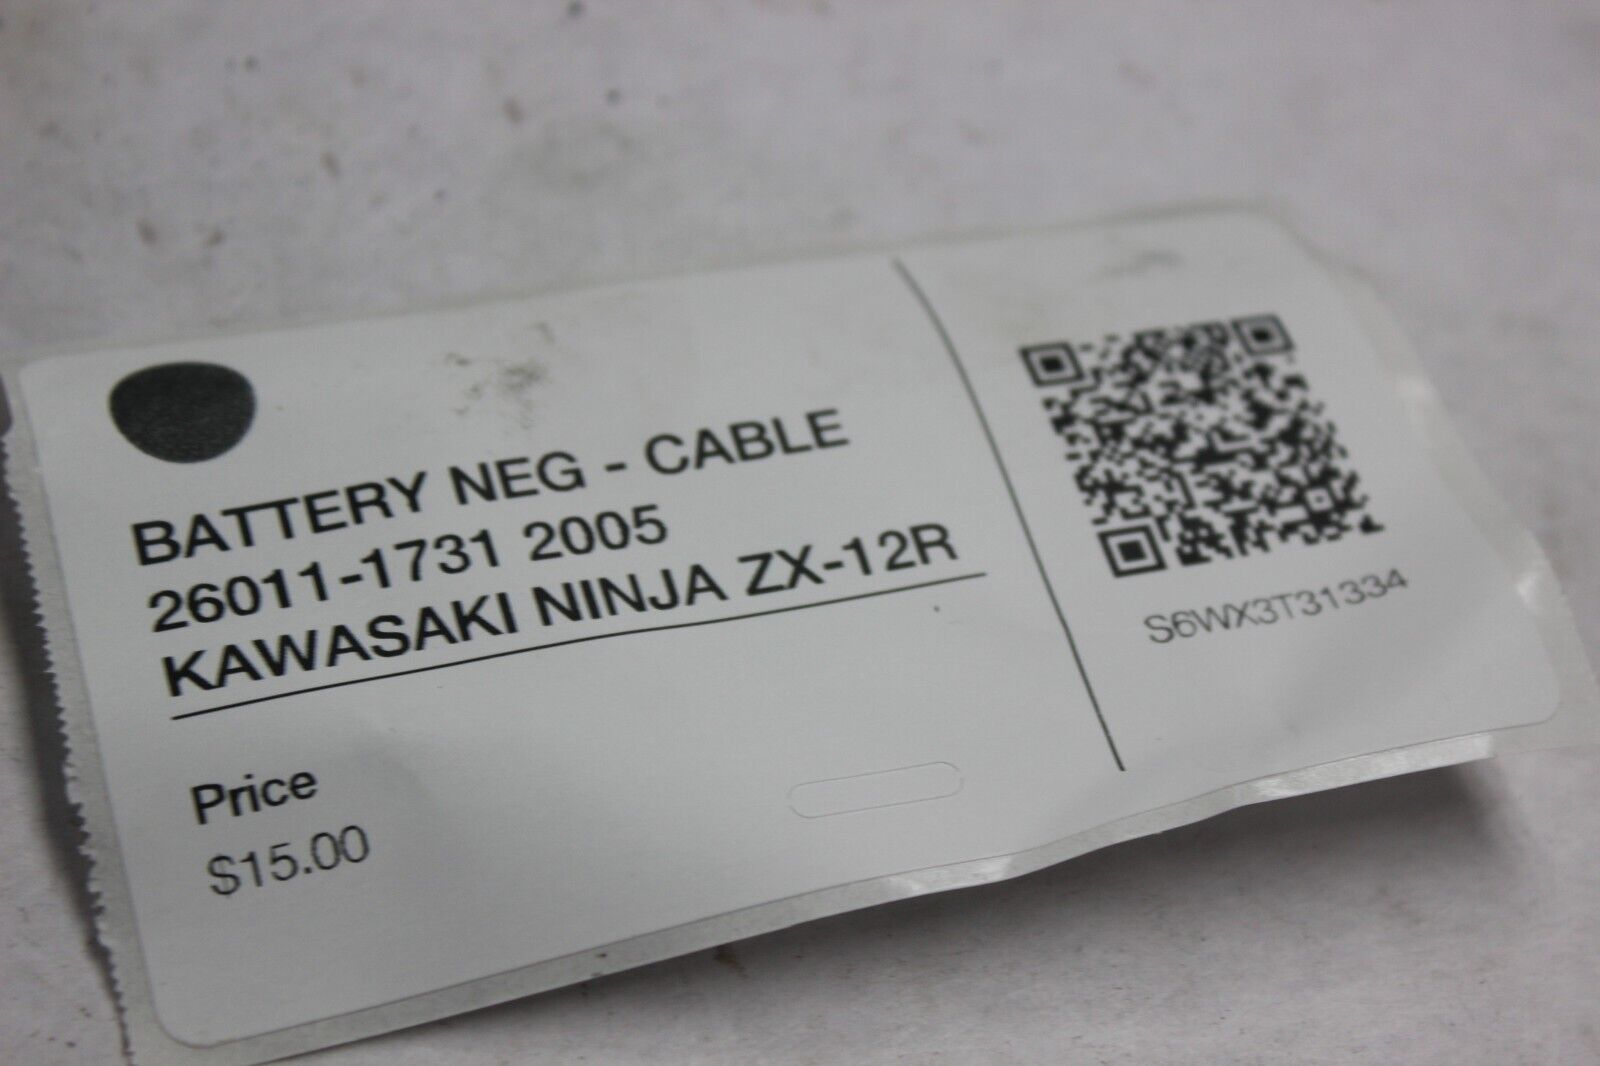 BATTERY NEG - CABLE
26011-1731 2005
KAWASAKI NINJA ZX-12R
Price
$15.00
S6WX3T31334